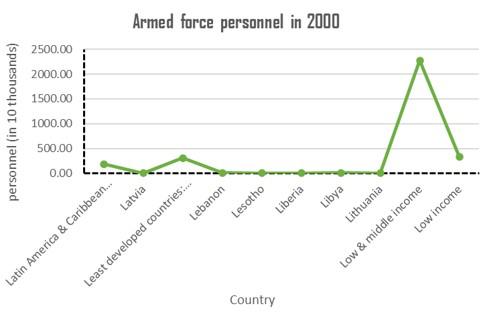 Armed force personnel in 2000
personnel (in 10 thousands)
2500.00
2000.00
1500.00
1000.00
500.00
0.00
Latin America & Caribbean...
Latvia
Least developed countries:...
Lebanon
Lesotho
Liberia
Libya
Lithuania
Low & middle income
Low income
Country